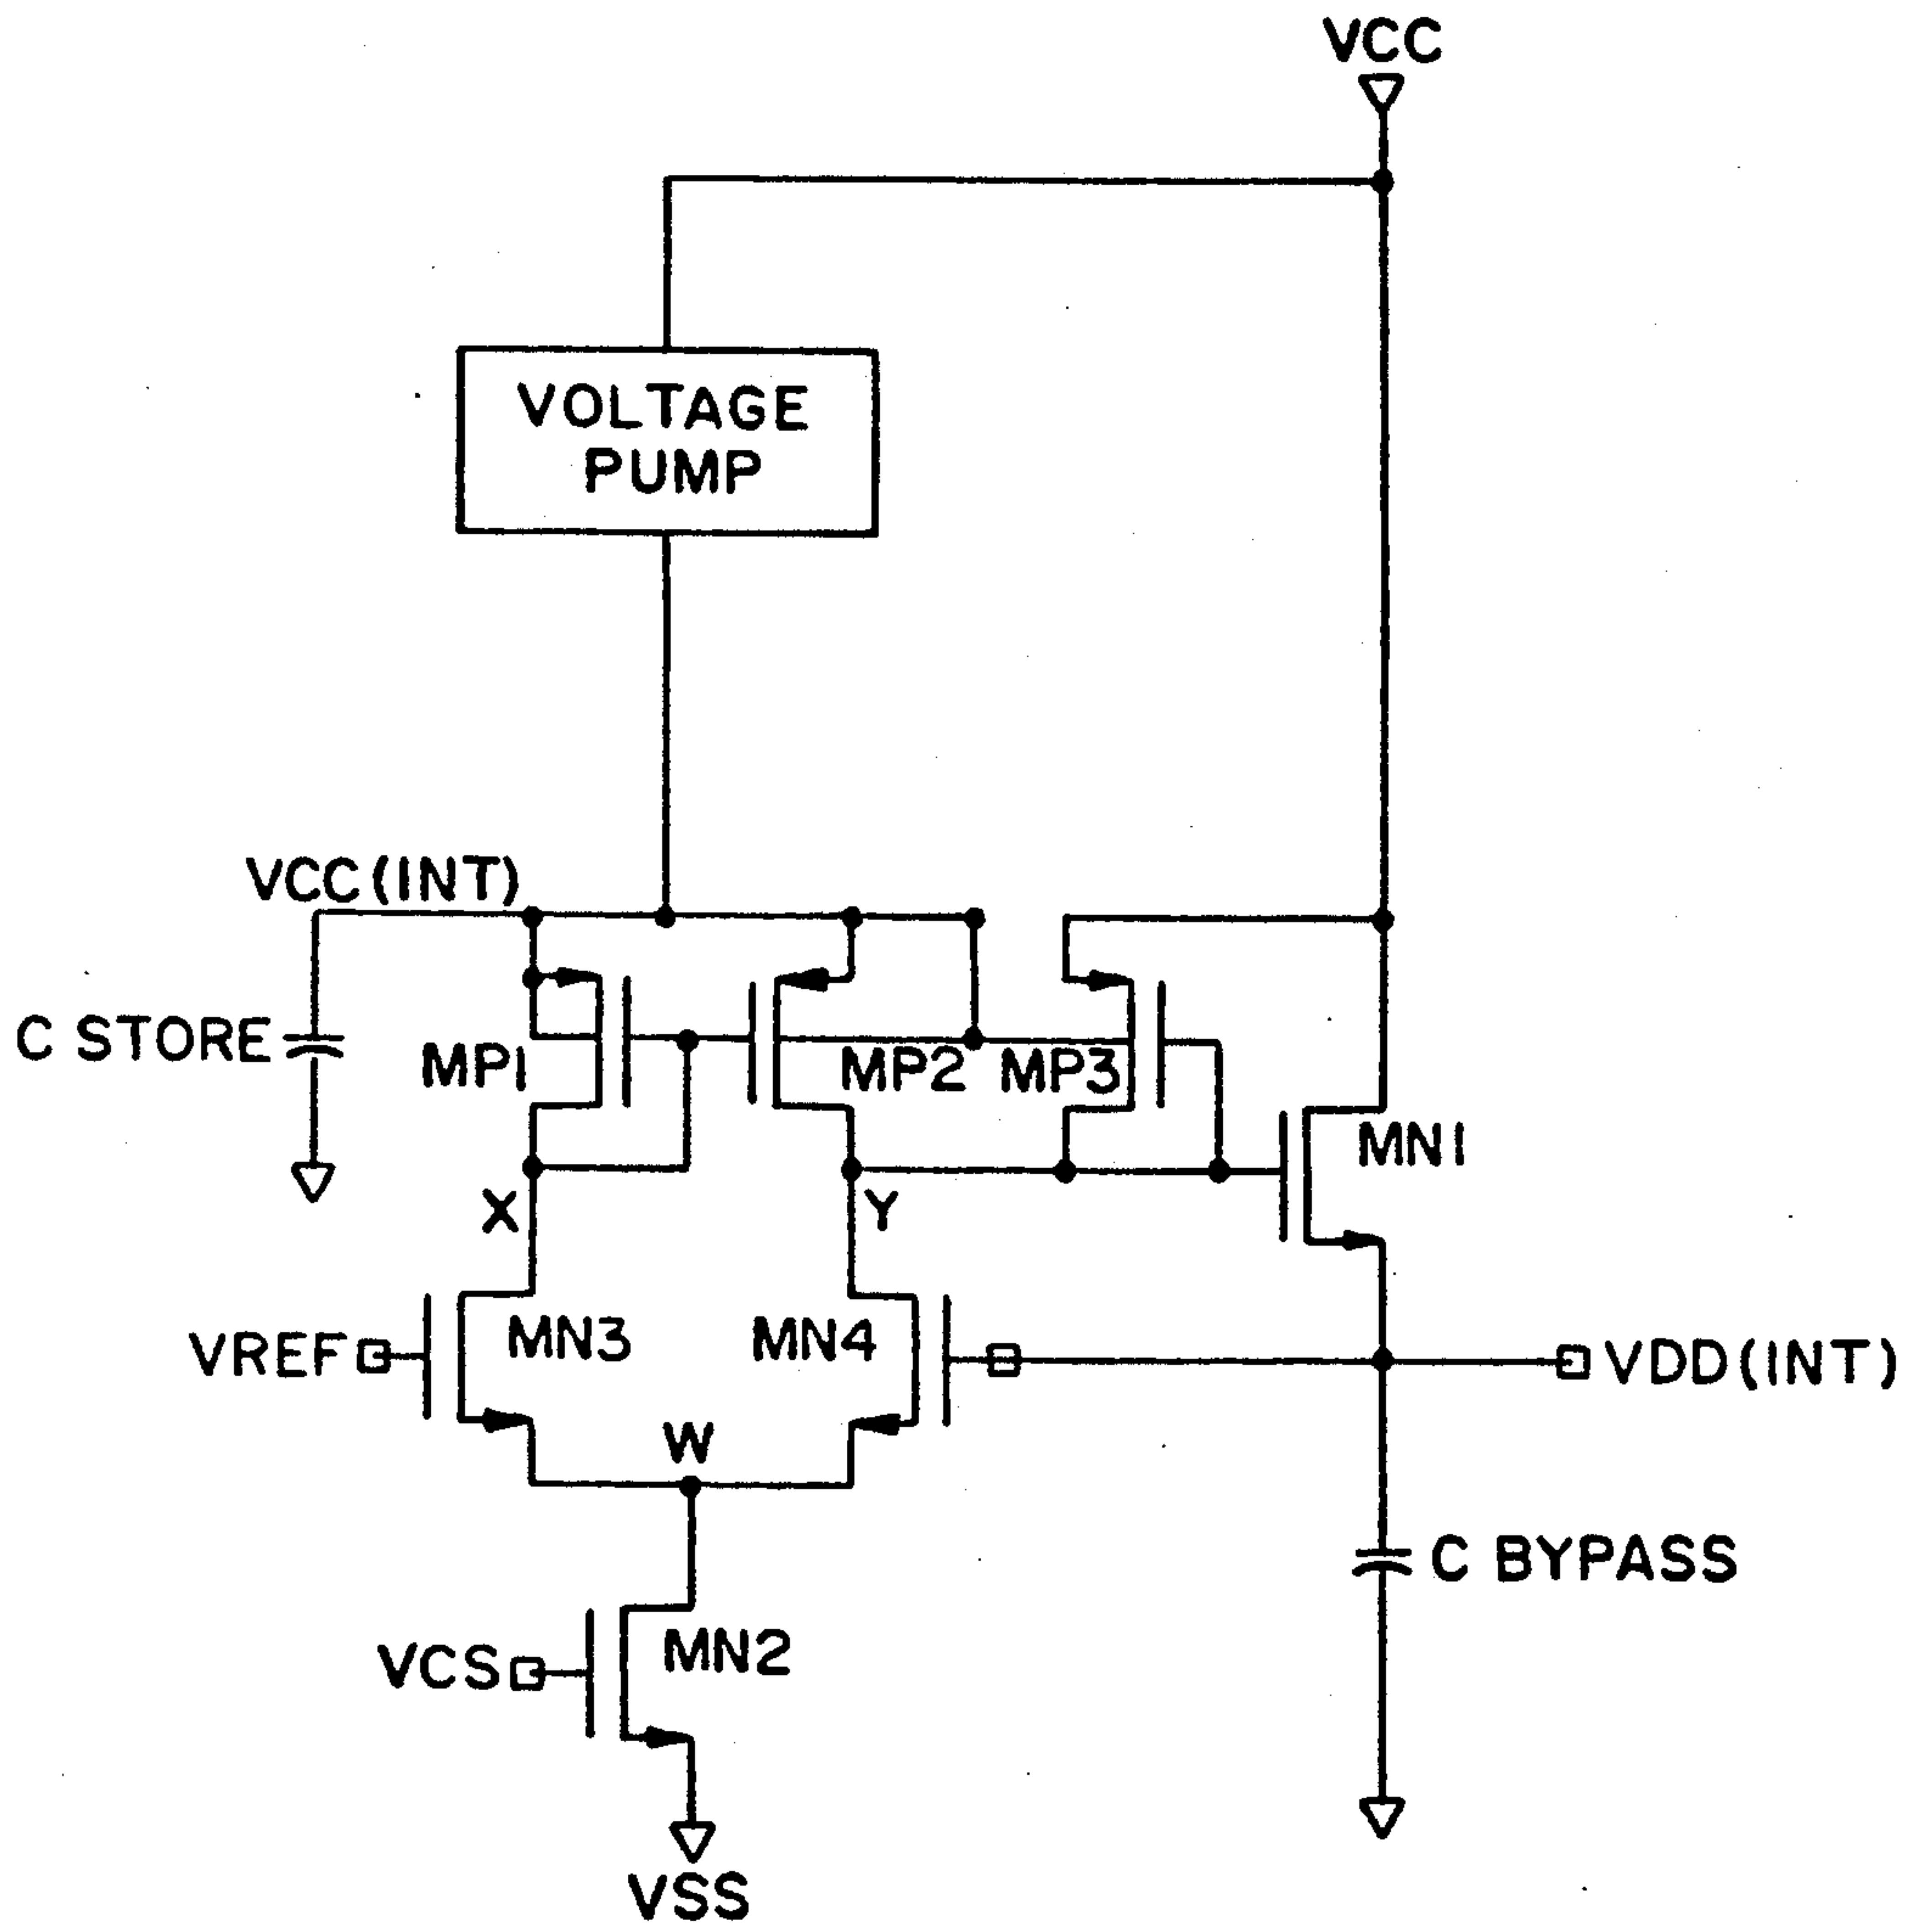 VCC
VOLTAGE
PUMP
VCC(INT)
C STORE
MP1
MP2
MP3
MN1
X
Y
VREF
MN3
MN4
VDD(INT)
W
C BYPASS
VCS
MN2
VSS